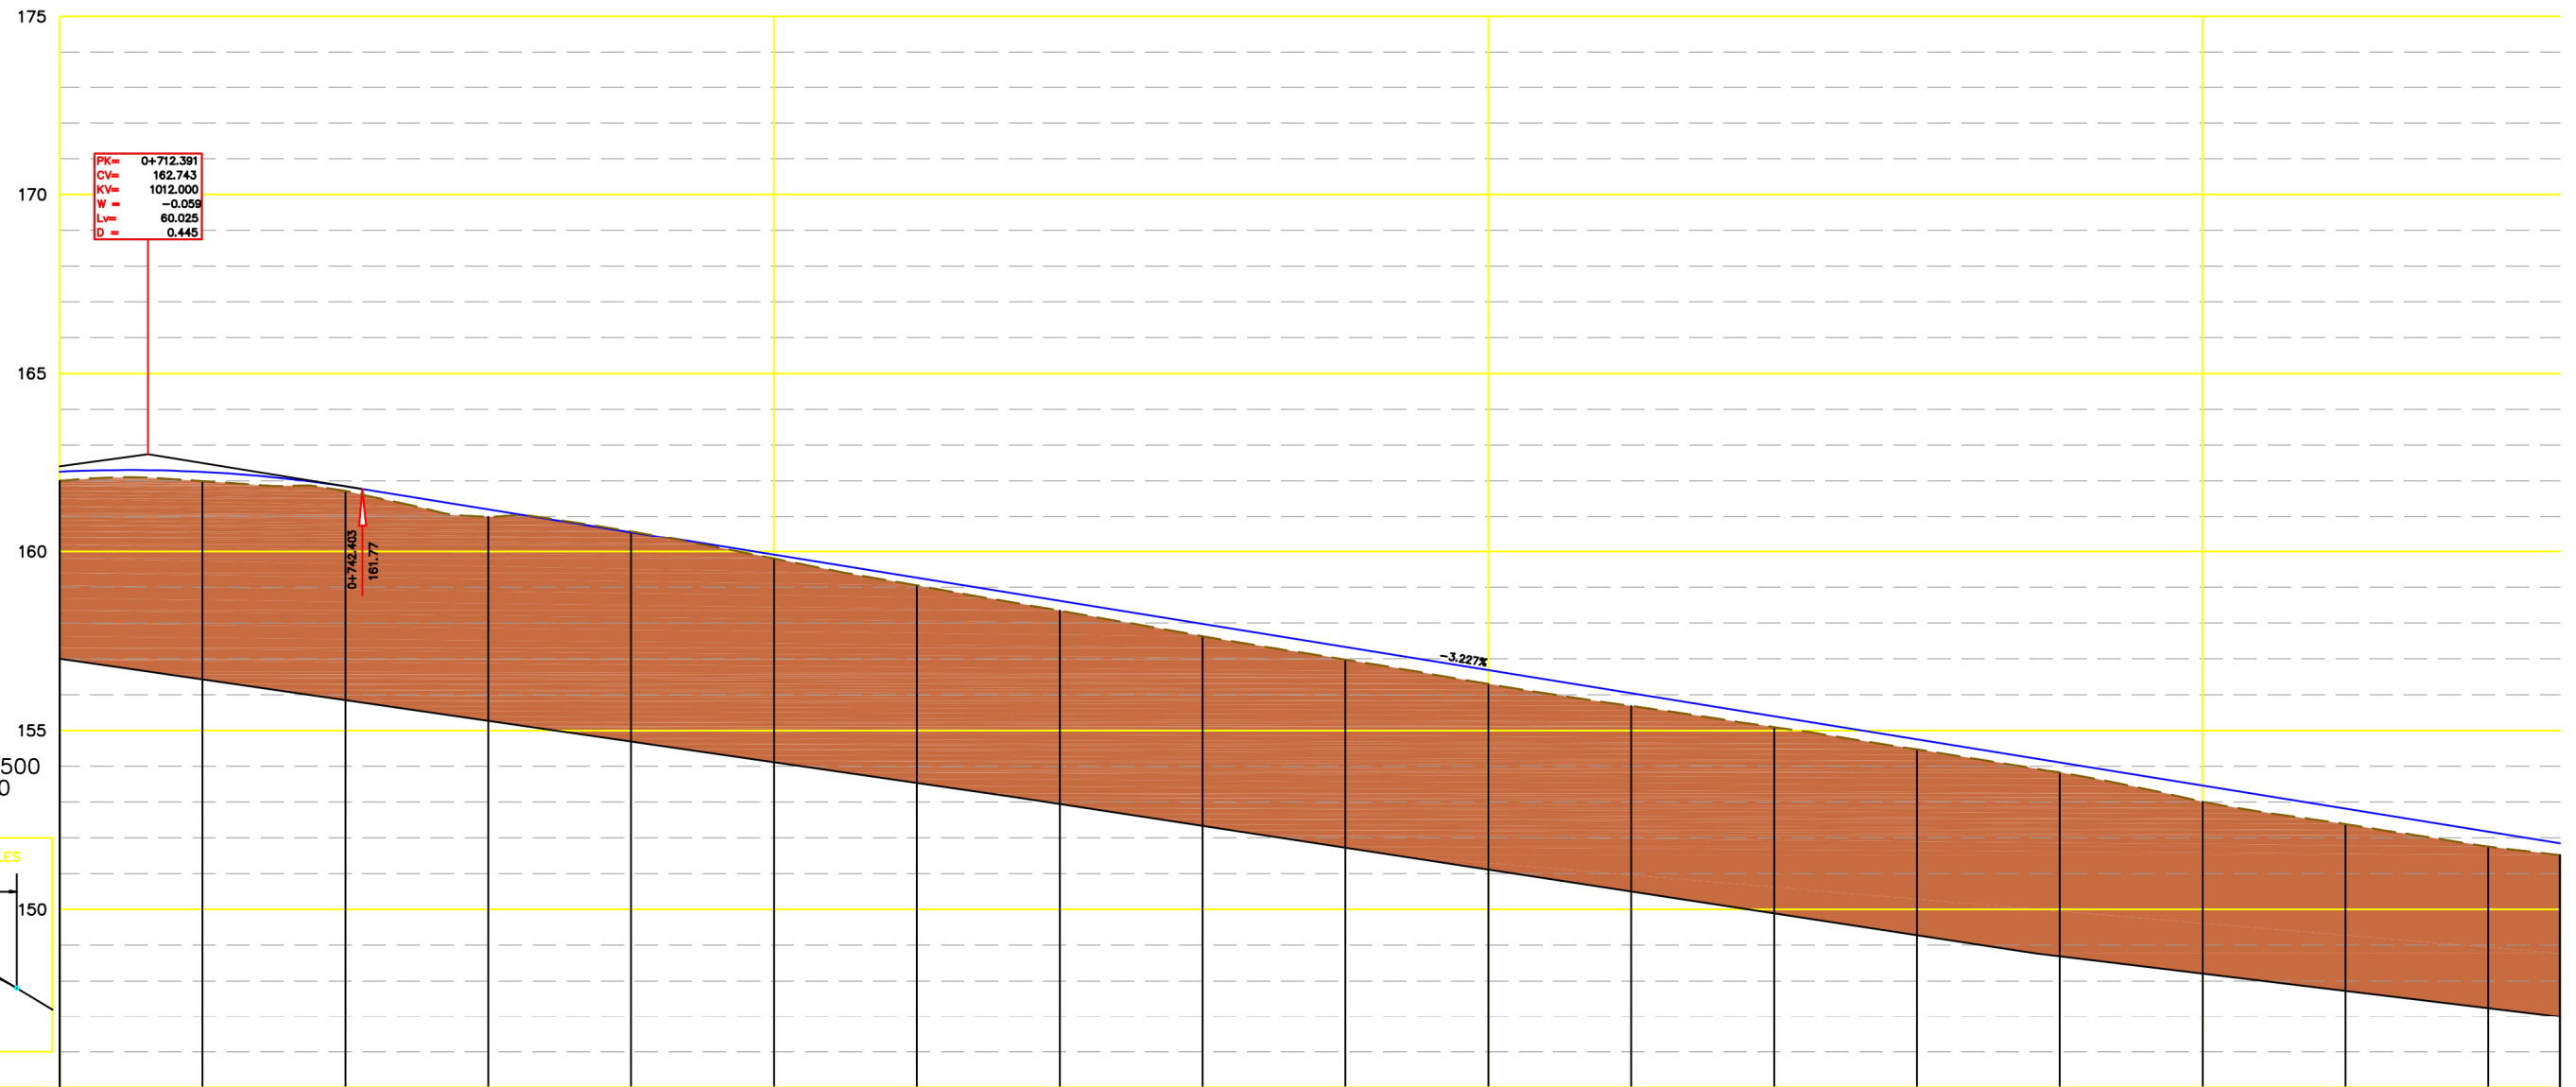 175
PK= 0+712.391
CV= 162.743
KV= 1012.000
W = -0.059
Lv= 60.025
D = 0.445
170
165
160
0+742.403
161.77
-3.227%
155
500
0
LES
150